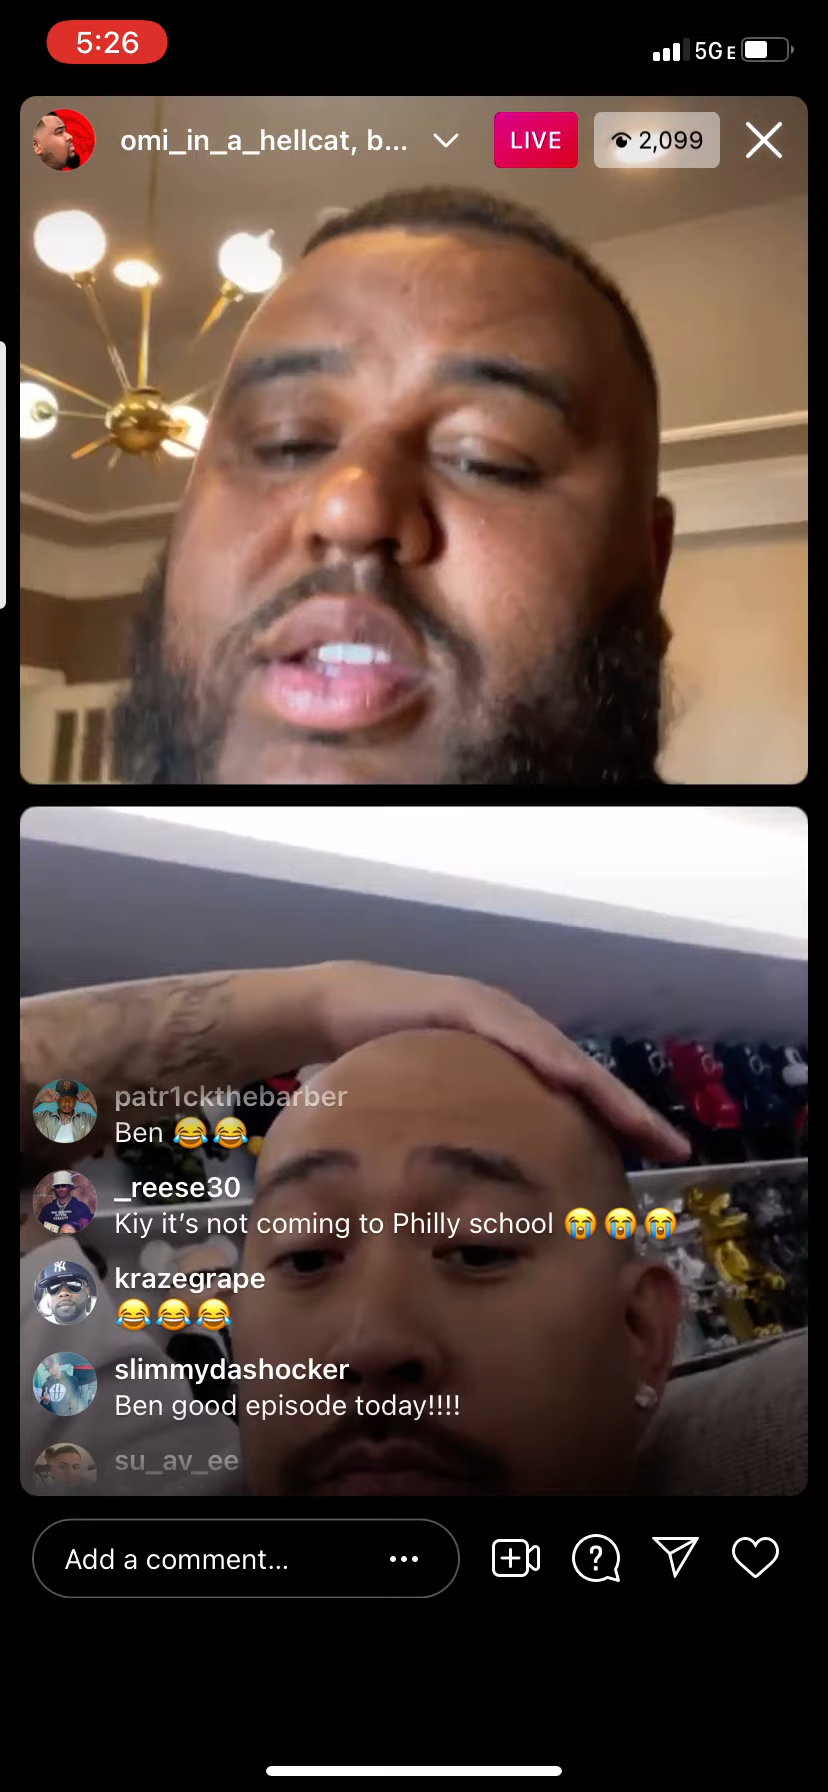 5:26
5GE
omi_in_a_hellcat, b...
LIVE
2,099
patr1ckthebarber
Ben 😂😂
_reese30
Kiy it’s not coming to Philly school 😭😭😭
krazegrape
😂😂😂
slimmydashocker
Ben good episode today!!!!
su_av_ee
Add a comment...